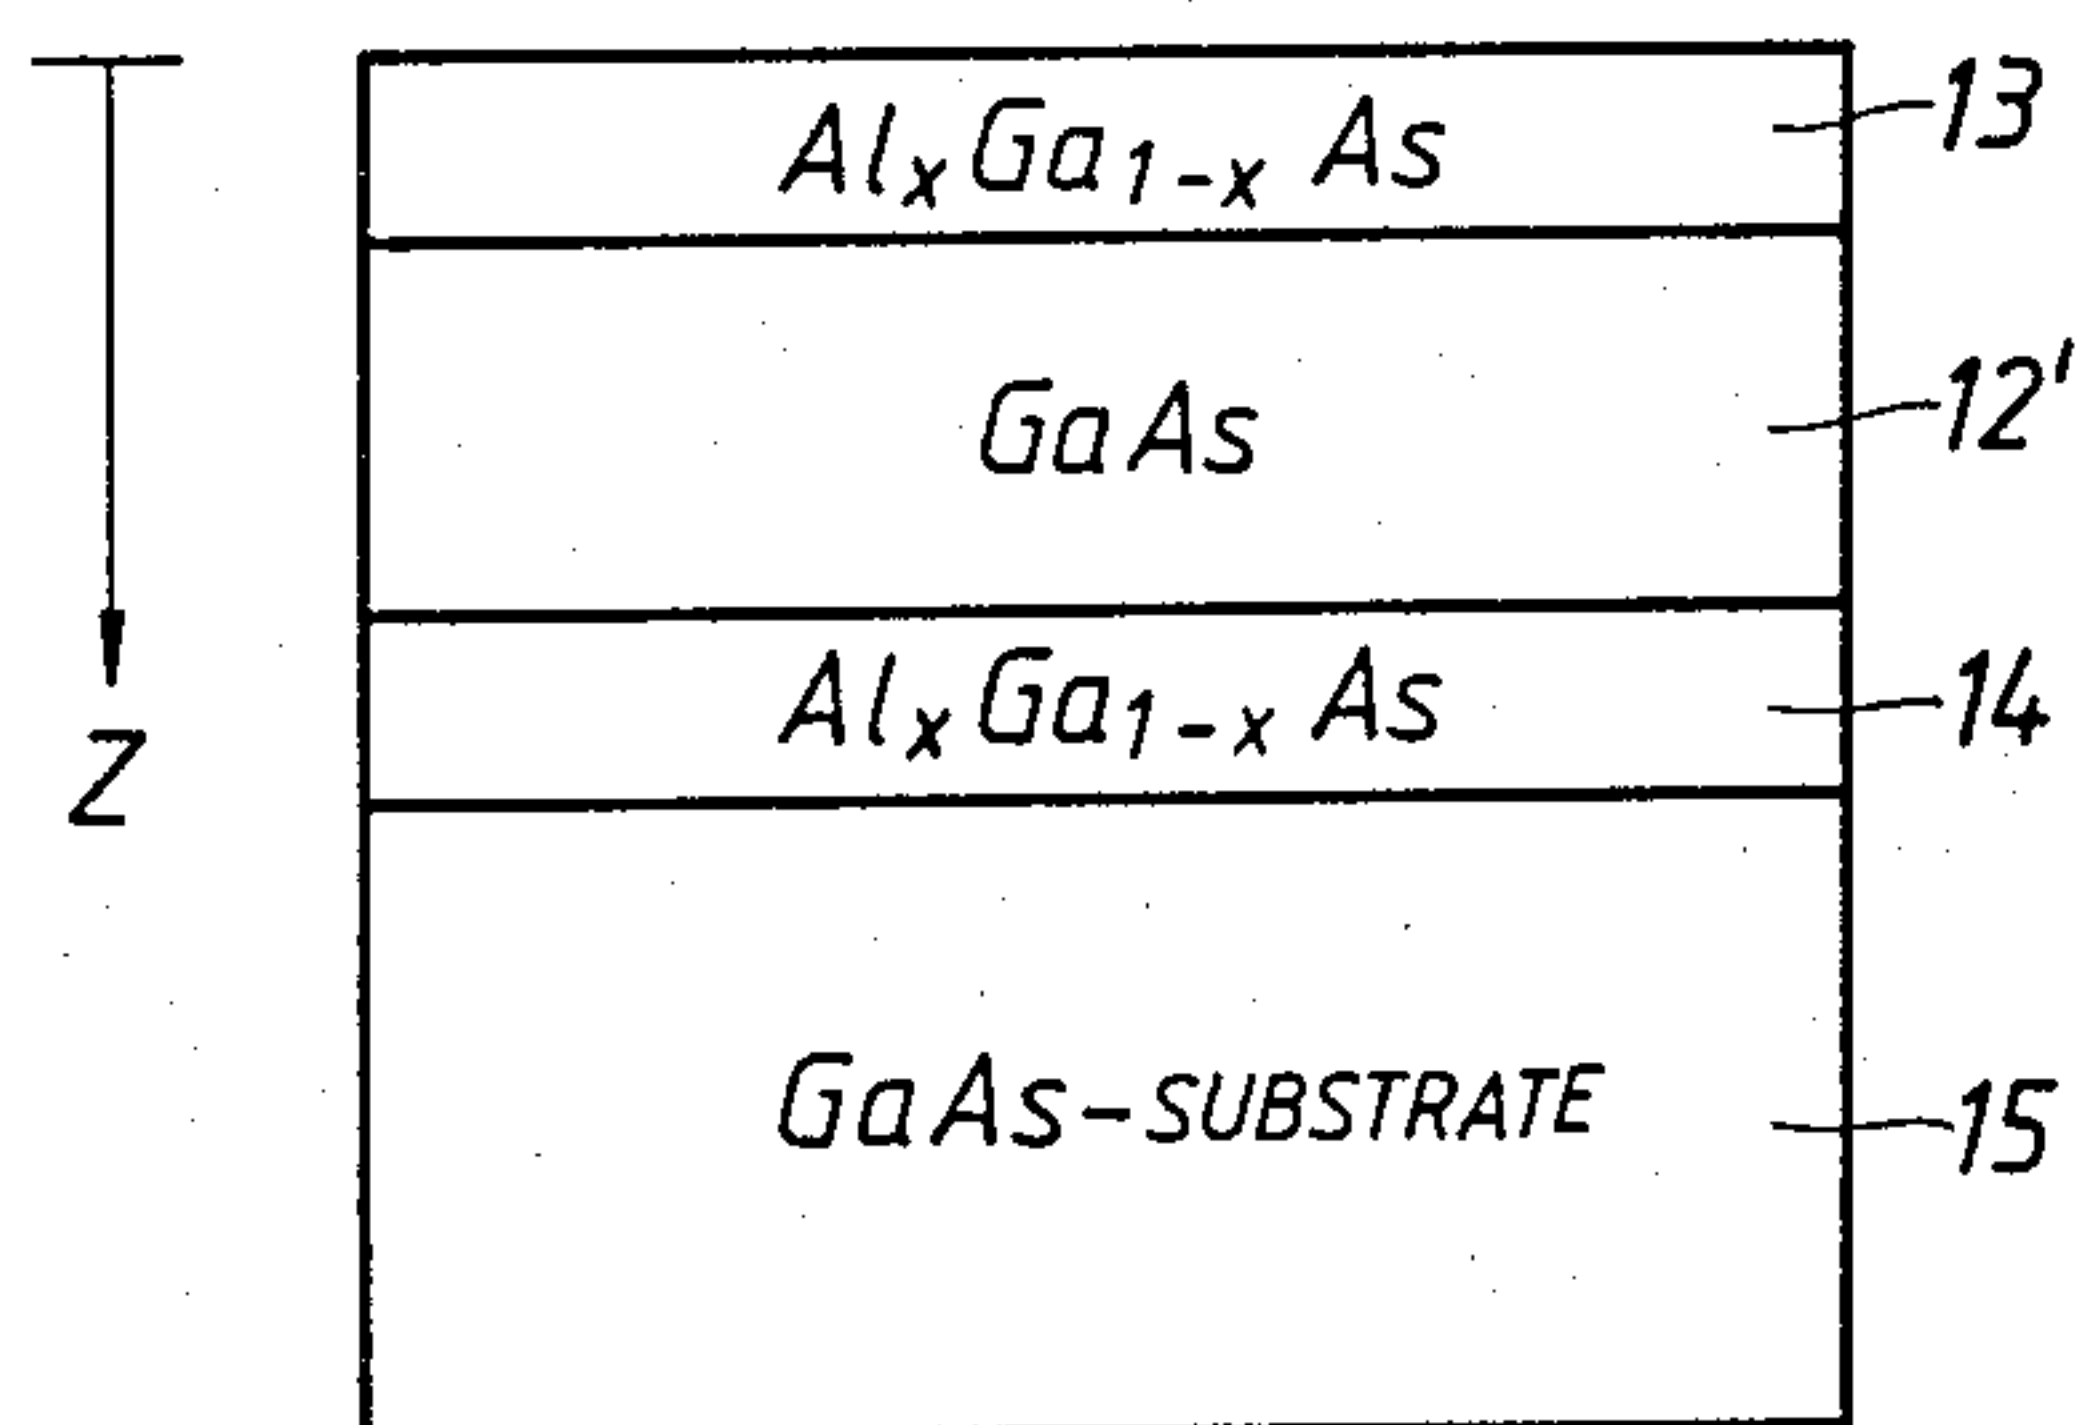 AlxGa1-xAs 13
GaAs 12'
AlxGa1-xAs 14
Z
GaAs-SUBSTRATE 15